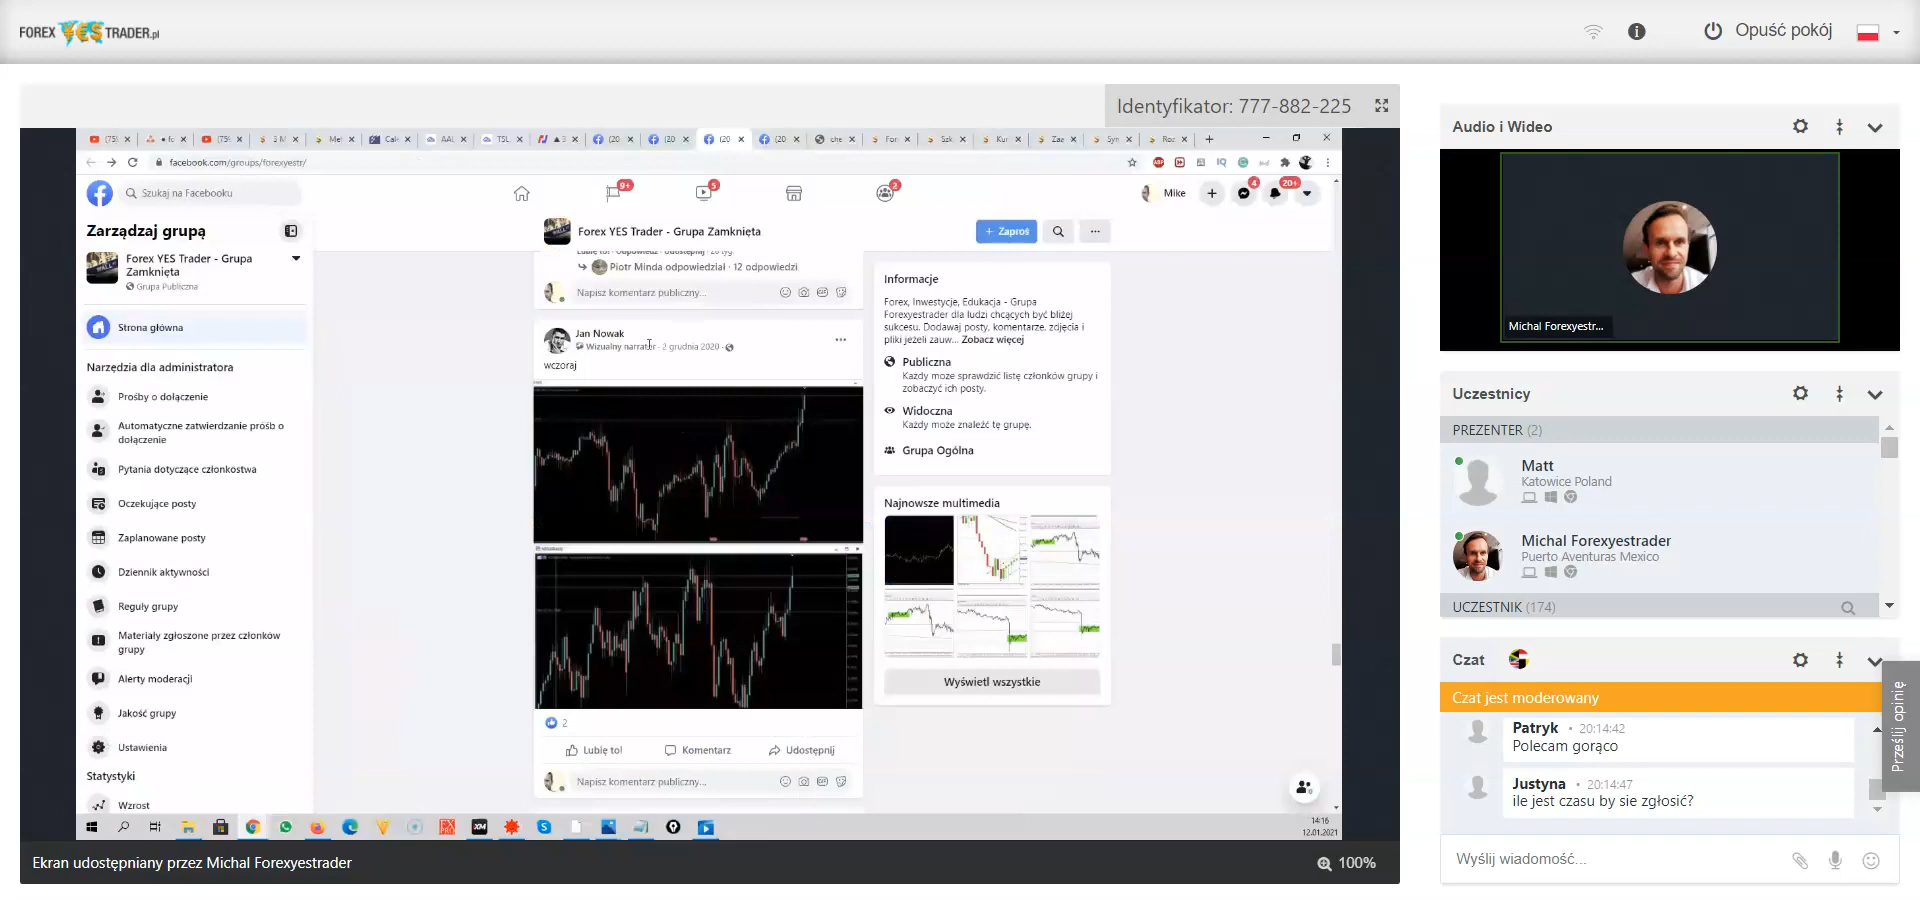 FOREX YES TRADER.pl
Opuść pokój
Identyfikator: 777-882-225
facebook.com/groups/forexyestr/
Szukaj na Facebooku
9+
5
2
Mike
4
20+
Zarządzaj grupą
Forex YES Trader - Grupa
Zamknięta
Grupa Publiczna
Strona główna
Narzędzia dla administratora
Prośby o dołączenie
Automatyczne zatwierdzanie próśb o
dołączenie
Pytania dotyczące członkostwa
Oczekujące posty
Zaplanowane posty
Dziennik aktywności
Reguły grupy
Materiały zgłoszone przez członków
grupy
Alerty moderacji
Jakość grupy
Ustawienia
Statystyki
Wzrost
Forex YES Trader - Grupa Zamknięta
+ Zaproś
Piotr Minda odpowiedział · 12 odpowiedzi
Napisz komentarz publiczny...
Jan Nowak
Wizualny narrator · 2 grudnia 2020
wczoraj
2
Lubię to!
Komentarz
Udostępnij
Napisz komentarz publiczny...
Informacje
Forex, Inwestycje, Edukacja - Grupa
Forexyestrader dla ludzi chcących być bliżej
sukcesu. Dodawaj posty, komentarze, zdjęcia i
pliki jeżeli zauw... Zobacz więcej
Publiczna
Każdy może sprawdzić listę członków grupy i
zobaczyć ich posty.
Widoczna
Każdy może znaleźć tę grupę.
Grupa Ogólna
Najnowsze multimedia
Wyświetl wszystkie
14:16
12.01.2021
Ekran udostępniany przez Michal Forexyestrader
100%
Audio i Wideo
Michal Forexyestr...
Uczestnicy
PREZENTER (2)
Matt
Katowice Poland
Michal Forexyestrader
Puerto Aventuras Mexico
UCZESTNIK (174)
Czat
Czat jest moderowany
Patryk • 20:14:42
Polecam gorąco
Justyna • 20:14:47
ile jest czasu by sie zgłosić?
Wyślij wiadomość...
Prześlij opinię